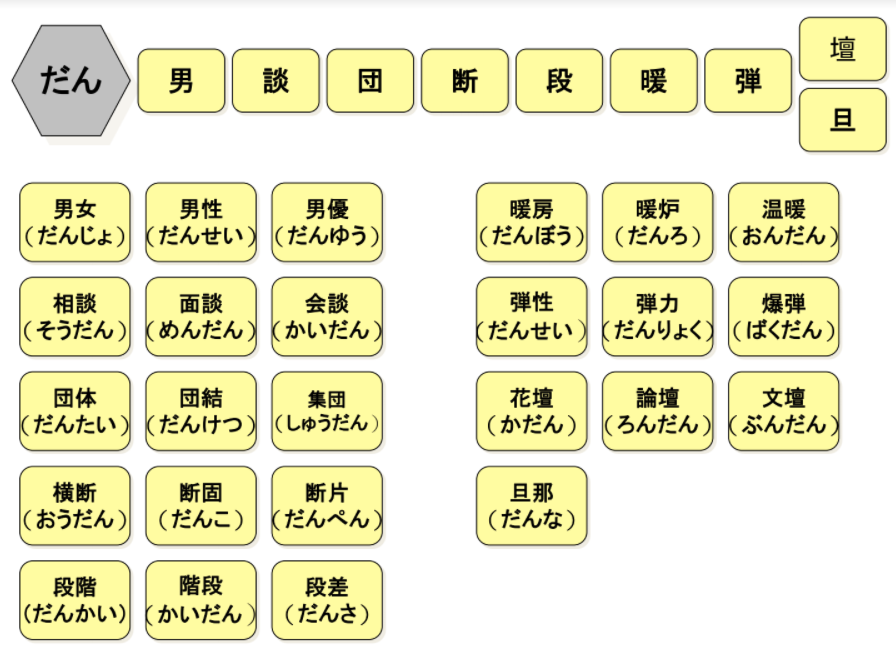 だん
男
談
団
断
段
暖
弾
壇
旦
男女
(だんじょ)
男性
(だんせい)
男優
(だんゆう)
相談
(そうだん)
面談
(めんだん)
会談
(かいだん)
団体
(だんたい)
団結
(だんけつ)
集団
(しゅうだん)
横断
(おうだん)
断固
(だんこ)
断片
(だんぺん)
段階
(だんかい)
階段
(かいだん)
段差
(だんさ)
暖房
(だんぼう)
暖炉
(だんろ)
温暖
(おんだん)
弾性
(だんせい)
弾力
(だんりょく)
爆弾
(ばくだん)
花壇
(かだん)
論壇
(ろんだん)
文壇
(ぶんだん)
旦那
(だんな)